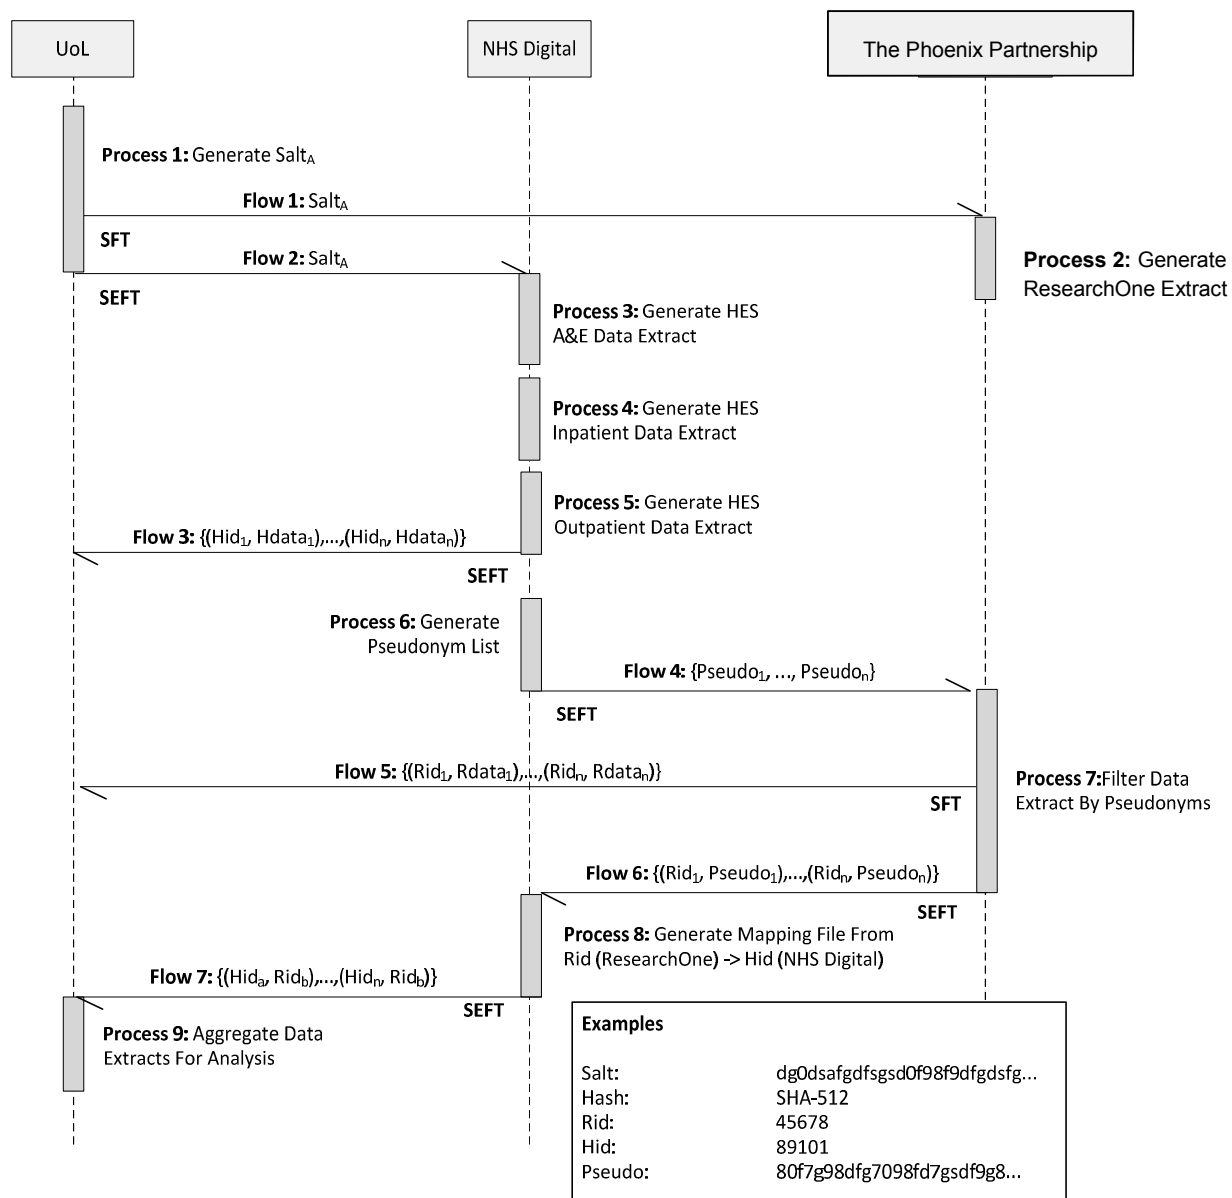 UoL
NHS Digital
The Phoenix Partnership
Process 1: Generate Salt_A
Flow 1: Salt_A
SFT
Flow 2: Salt_A
SEFT
Process 2: Generate
ResearchOne Extract
Process 3: Generate HES
A&E Data Extract
Process 4: Generate HES
Inpatient Data Extract
Process 5: Generate HES
Outpatient Data Extract
Flow 3: {(Hid₁, Hdata₁),...,(Hidₙ, Hdataₙ)}
SEFT
Process 6: Generate
Pseudonym List
Flow 4: {Pseudo₁, ..., Pseudoₙ}
SEFT
Flow 5: {(Rid₁, Rdata₁),...,(Ridₙ, Rdataₙ)}
SFT
Process 7:Filter Data
Extract By Pseudonyms
Flow 6: {(Rid₁, Pseudo₁),...,(Ridₙ, Pseudoₙ)}
SEFT
Process 8: Generate Mapping File From
Rid (ResearchOne) -> Hid (NHS Digital)
Flow 7: {(Hidₐ, Rid_b),...,(Hidₙ, Rid_b)}
SEFT
Process 9: Aggregate Data
Extracts For Analysis
Examples
Salt: dg0dsafgdfsgsd0f98f9dfgdsfg...
Hash: SHA-512
Rid: 45678
Hid: 89101
Pseudo: 80f7g98dfg7098fd7gsdf9g8...